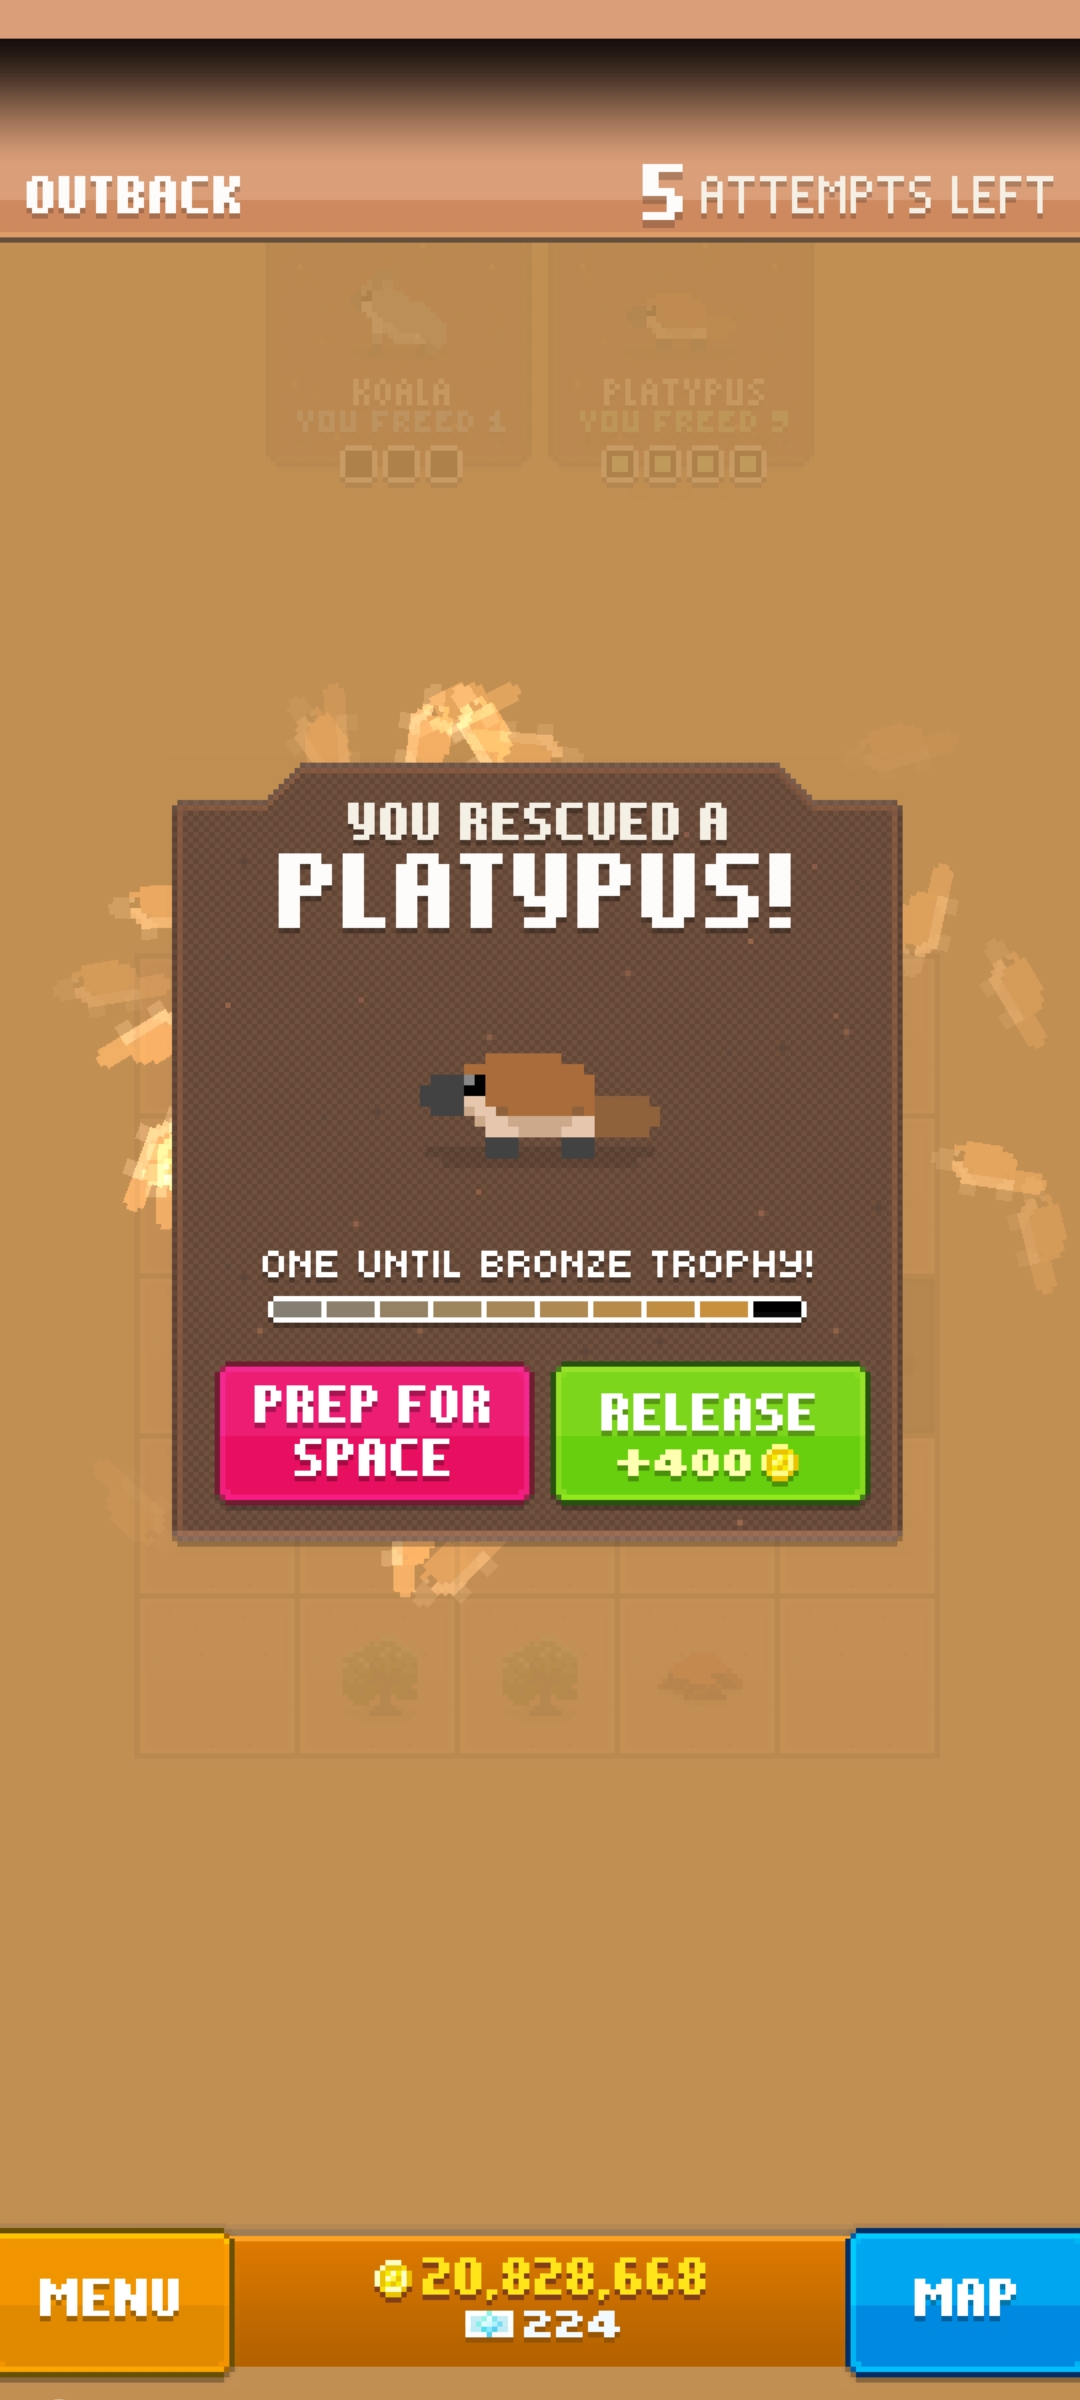 OUTBACK
5 ATTEMPTS LEFT
KOALA
YOU FREED 1
PLATYPUS
YOU FREED 9
YOU RESCUED A
PLATYPUS!
ONE UNTIL BRONZE TROPHY!
PREP FOR
SPACE
RELEASE
+400
MENU
20,828,668
224
MAP